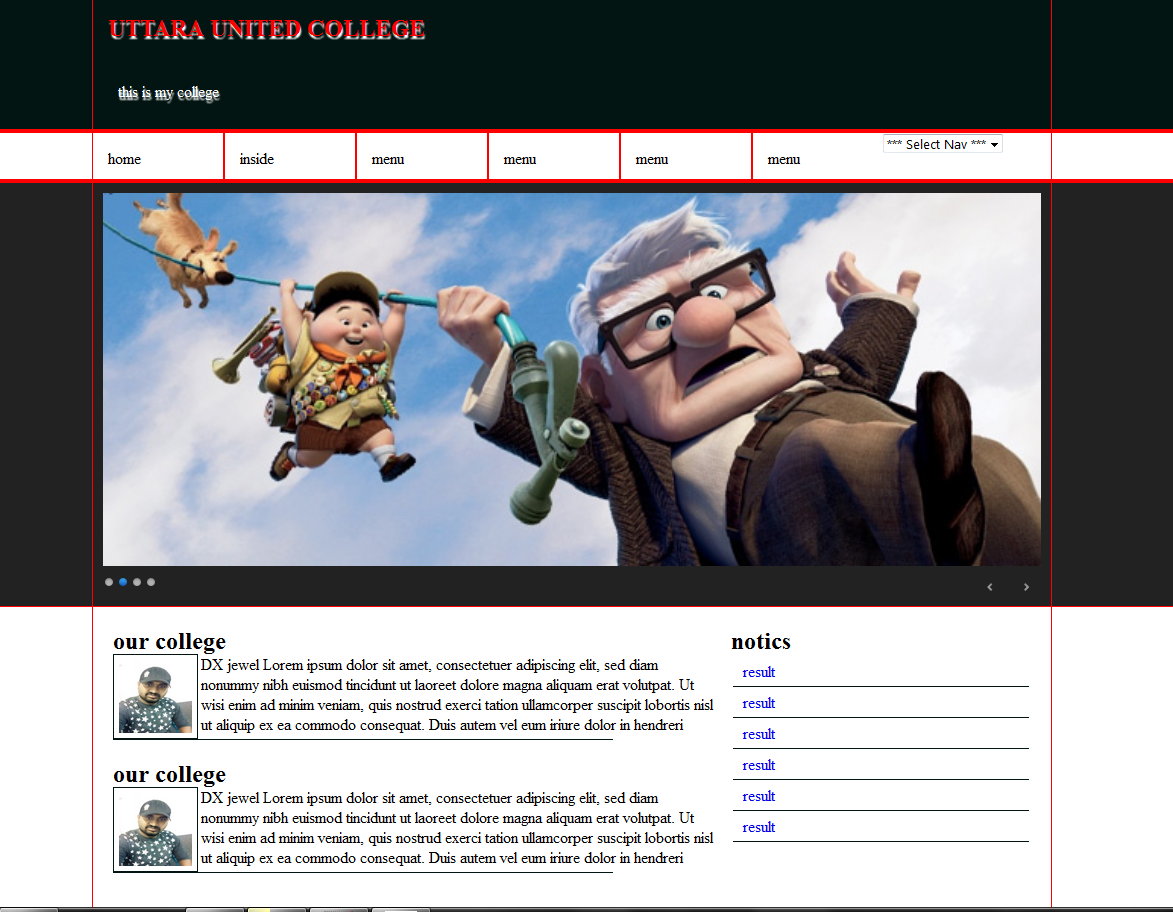 UTTARA UNITED COLLEGE
this is my college
home
inside
menu
menu
menu
menu
*** Select Nav ***
our college
DX jewel Lorem ipsum dolor sit amet, consectetuer adipiscing elit, sed diam
nonummy nibh euismod tincidunt ut laoreet dolore magna aliquam erat volutpat. Ut
wisi enim ad minim veniam, quis nostrud exerci tation ullamcorper suscipit lobortis nisl
ut aliquip ex ea commodo consequat. Duis autem vel eum iriure dolor in hendreri
our college
DX jewel Lorem ipsum dolor sit amet, consectetuer adipiscing elit, sed diam
nonummy nibh euismod tincidunt ut laoreet dolore magna aliquam erat volutpat. Ut
wisi enim ad minim veniam, quis nostrud exerci tation ullamcorper suscipit lobortis nisl
ut aliquip ex ea commodo consequat. Duis autem vel eum iriure dolor in hendreri
notics
result
result
result
result
result
result